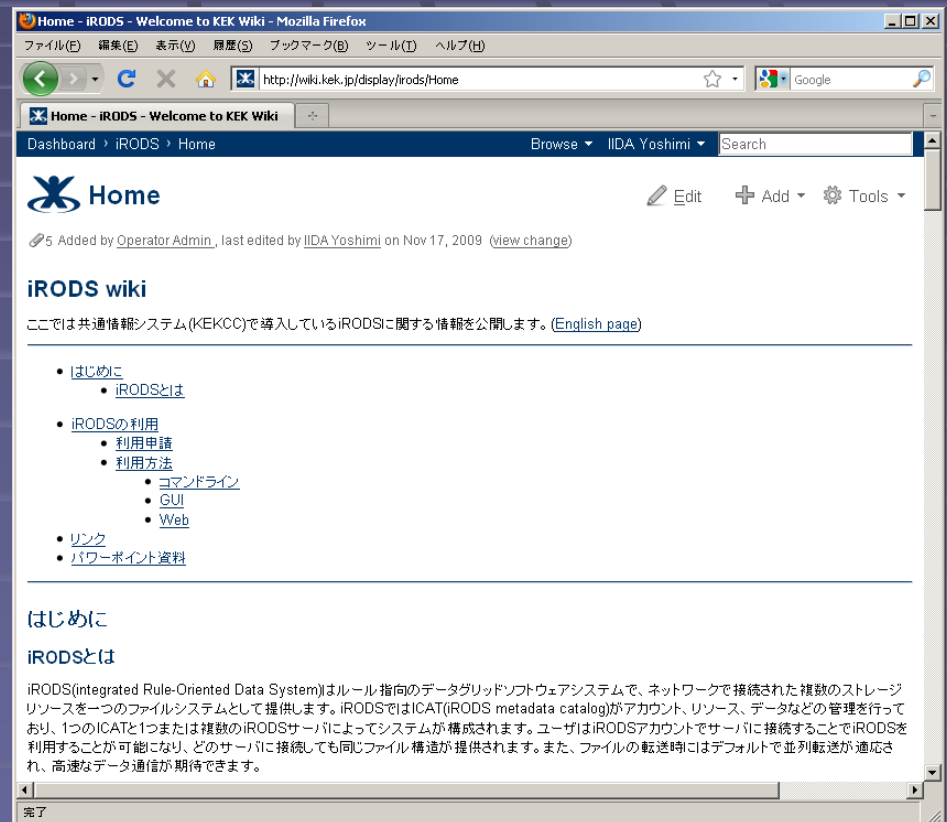 Home - iRODS - Welcome to KEK Wiki - Mozilla Firefox
ファイル(F) 編集(E) 表示(V) 履歴(S) ブックマーク(B) ツール(T) ヘルプ(H)
http://wiki.kek.jp/display/irods/Home Google
Home - iRODS - Welcome to KEK Wiki
Dashboard › iRODS › Home Browse IIDA Yoshimi Search
Home Edit Add Tools
5 Added by Operator Admin , last edited by IIDA Yoshimi on Nov 17, 2009 (view change)
iRODS wiki
ここでは共通情報システム(KEKCC)で導入しているiRODSに関する情報を公開します。(English page)
• はじめに
• iRODSとは
• iRODSの利用
• 利用申請
• 利用方法
• コマンドライン
• GUI
• Web
• リンク
• パワーポイント資料
はじめに
iRODSとは
iRODS(integrated Rule-Oriented Data System)はルール指向のデータグリッドソフトウェアシステムで、ネットワークで接続された複数のストレージ
リソースを一つのファイルシステムとして提供します。iRODSではICAT(iRODS metadata catalog)がアカウント、リソース、データなどの管理を行って
おり、1つのICATと1つまたは複数のiRODSサーバによってシステムが構成されます。ユーザはiRODSアカウントでサーバに接続することでiRODSを
利用することが可能になり、どのサーバに接続しても同じファイル構造が提供されます。また、ファイルの転送時にはデフォルトで並列転送が適応さ
れ、高速なデータ通信が期待できます。
完了